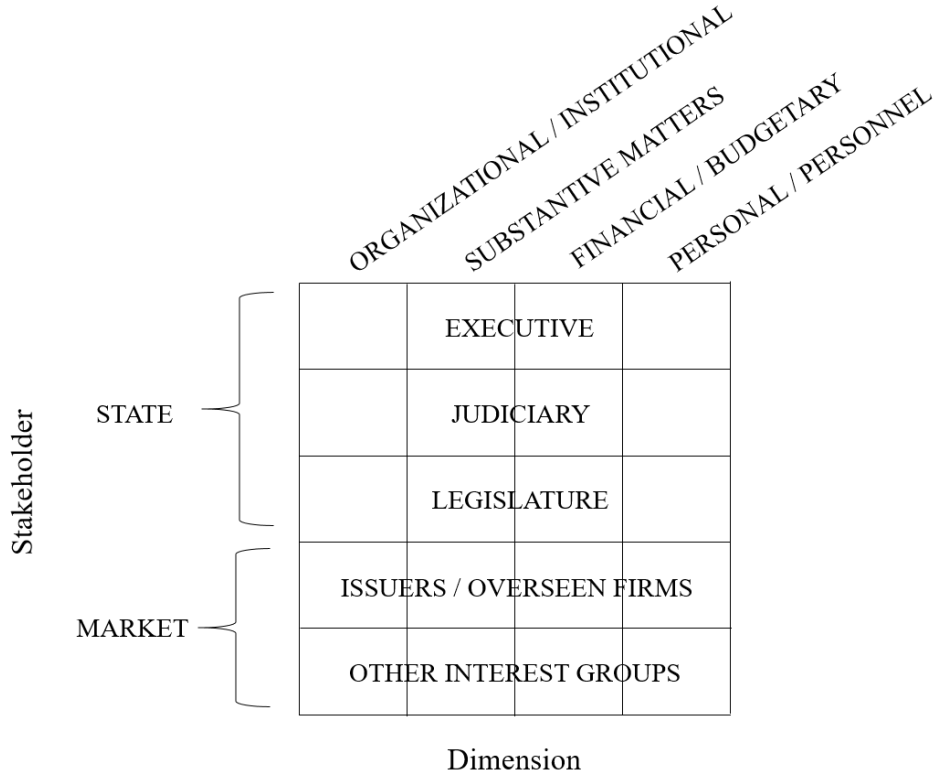 ORGANIZATIONAL / INSTITUTIONAL
SUBSTANTIVE MATTERS
FINANCIAL / BUDGETARY
PERSONAL / PERSONNEL
Stakeholder
STATE
EXECUTIVE
JUDICIARY
LEGISLATURE
MARKET
ISSUERS / OVERSEEN FIRMS
OTHER INTEREST GROUPS
Dimension